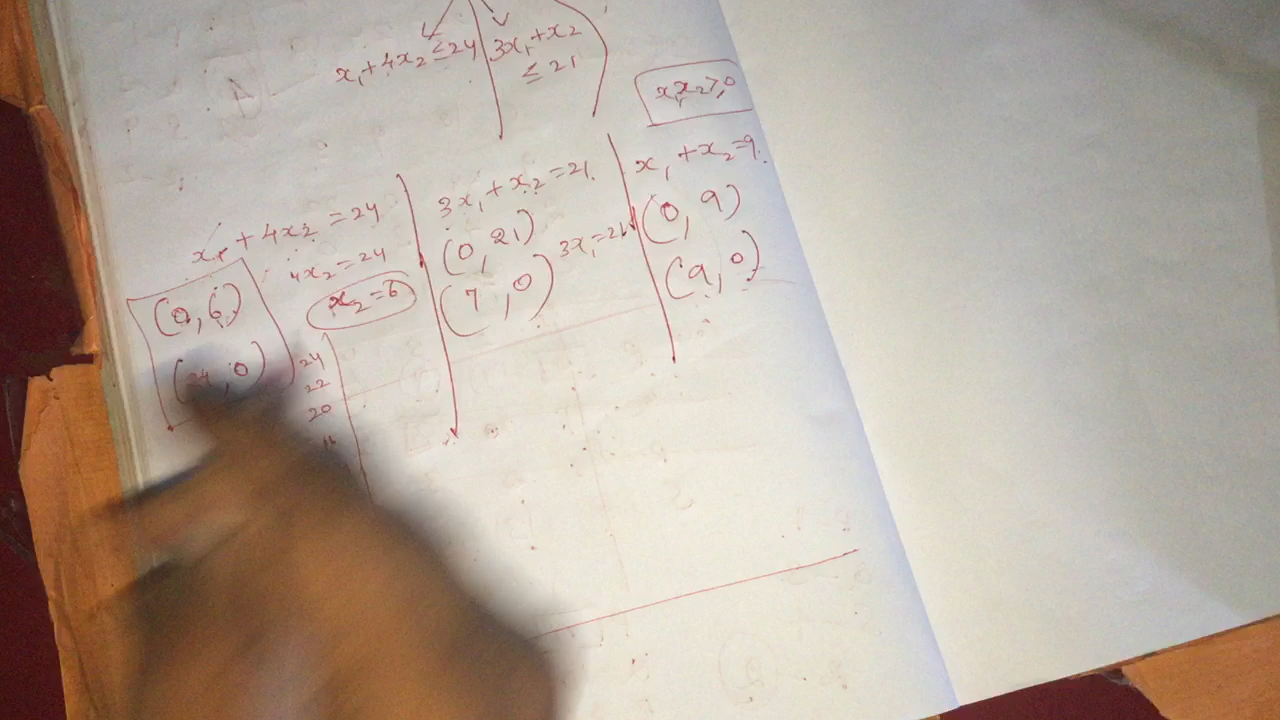 x₁+4x₂ ≤24
3x₁+x₂
≤ 21
x₁x₂≥0
x₁+4x₂=24
4x₂=24
x₂=6
(0,6)
(24,0)
3x₁+x₂=21
(0,21)
3x₁=21
(7,0)
x₁+x₂=9
(0,9)
(9,0)
24
22
20